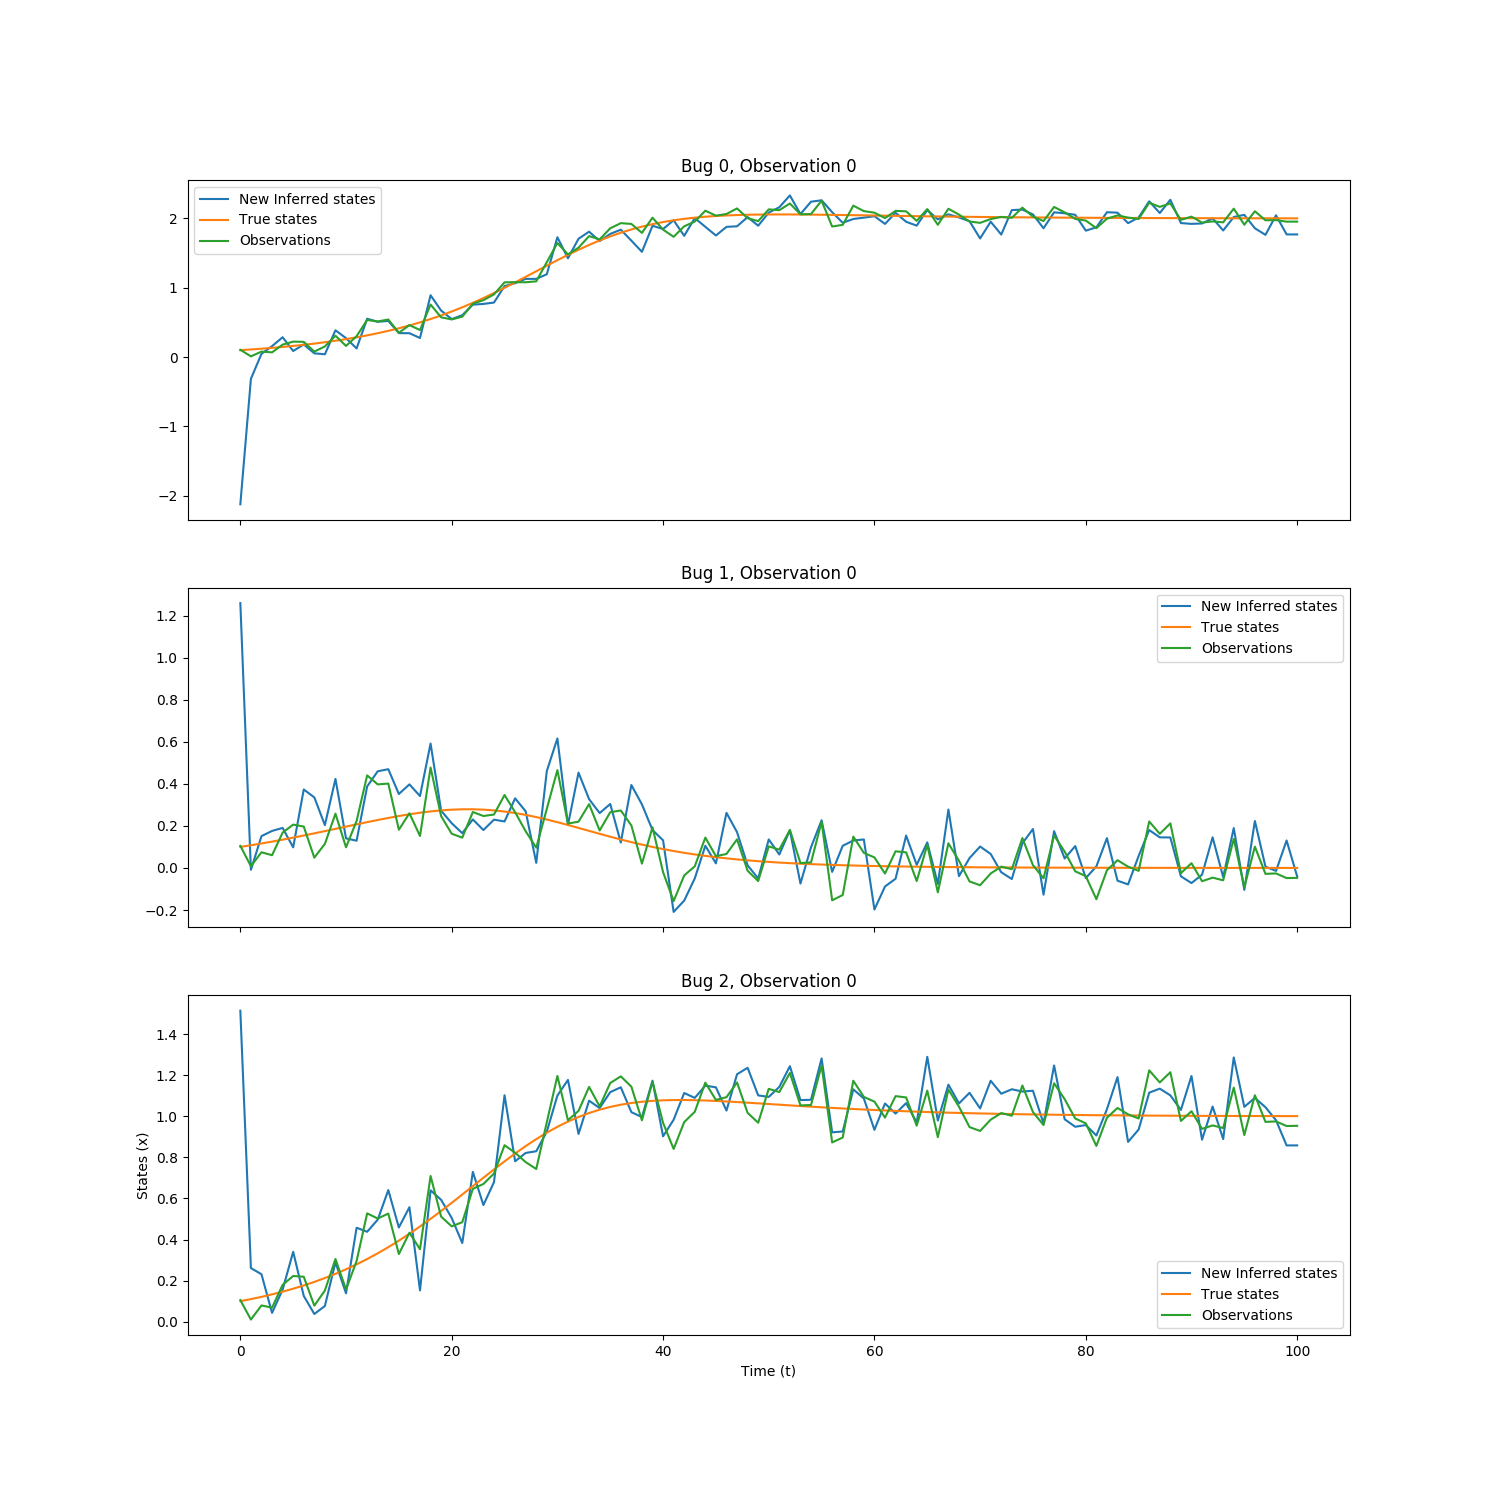 Bug 0, Observation 0
New Inferred states
True states
Observations
2
1
0
−1
−2
Bug 1, Observation 0
New Inferred states
True states
Observations
1.2
1.0
0.8
0.6
0.4
0.2
0.0
−0.2
Bug 2, Observation 0
1.4
1.2
1.0
0.8
0.6
0.4
0.2
0.0
States (x)
New Inferred states
True states
Observations
0 20 40 60 80 100
Time (t)